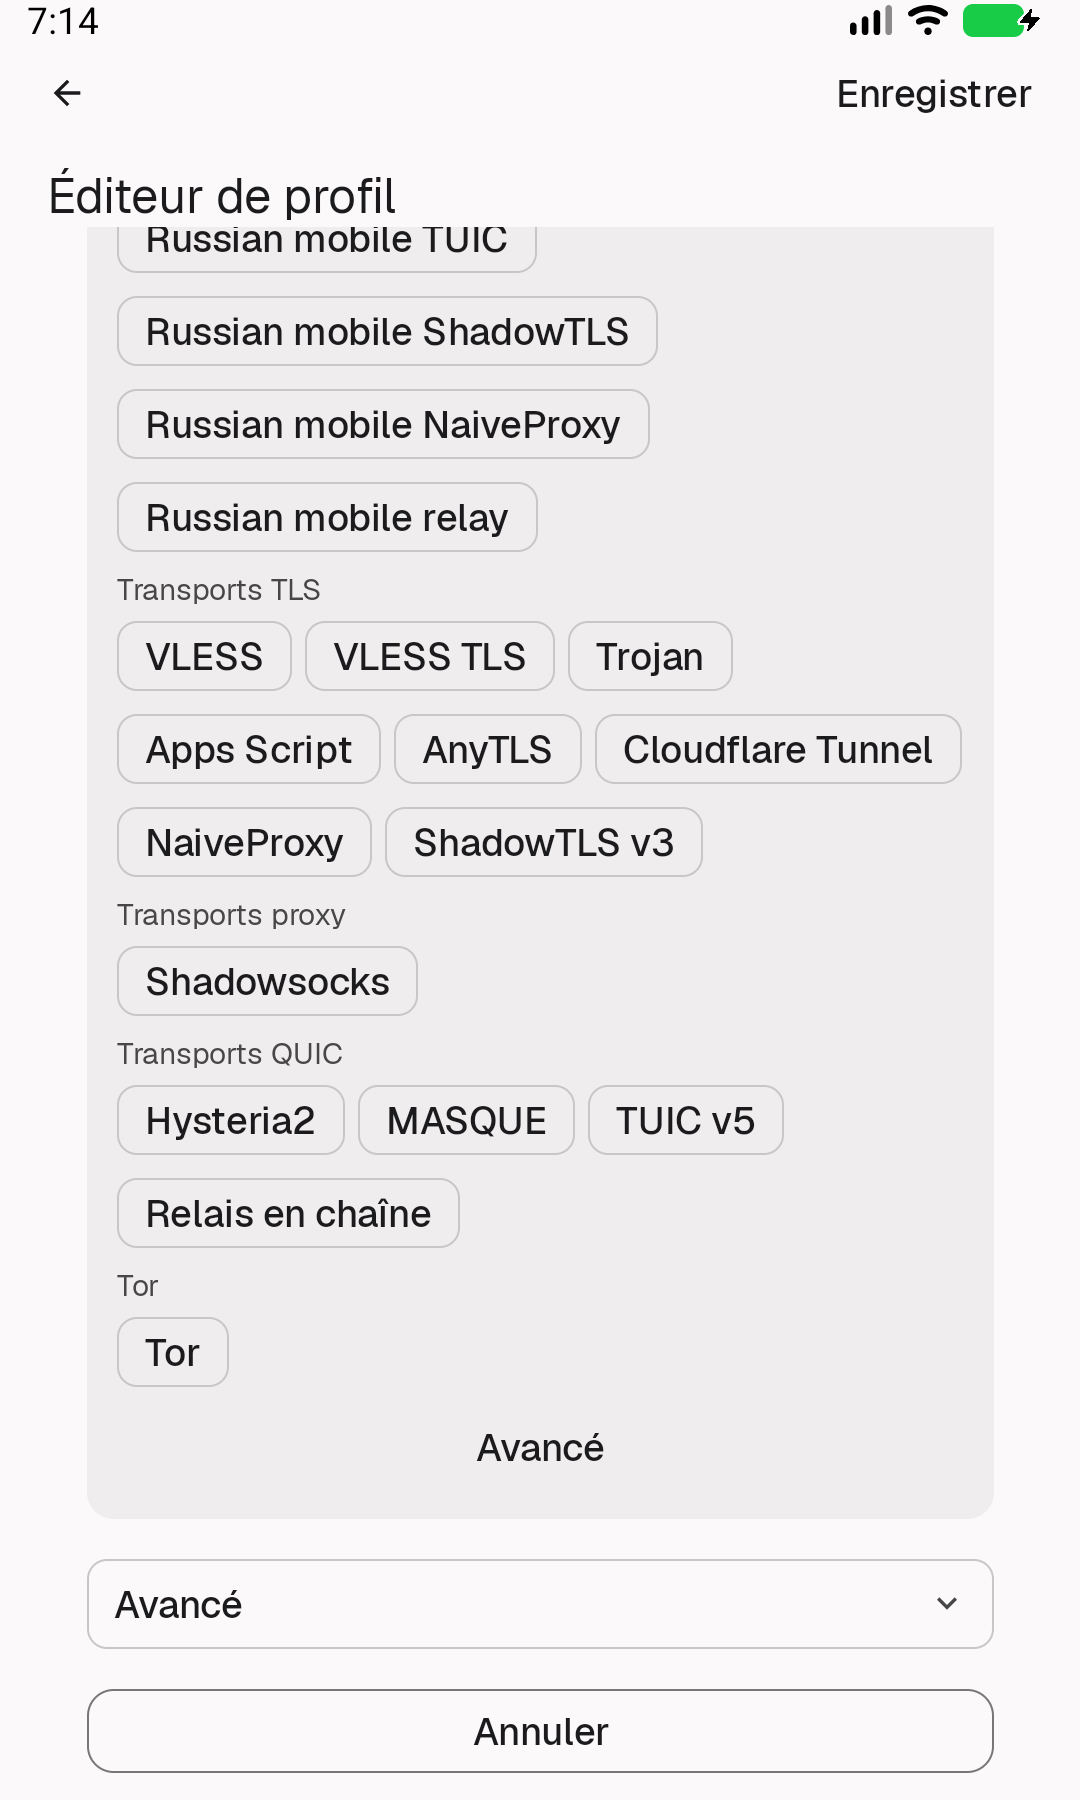 7:14
Enregistrer
Éditeur de profil
Russian mobile TUIC
Russian mobile ShadowTLS
Russian mobile NaiveProxy
Russian mobile relay
Transports TLS
VLESS VLESS TLS Trojan
Apps Script AnyTLS Cloudflare Tunnel
NaiveProxy ShadowTLS v3
Transports proxy
Shadowsocks
Transports QUIC
Hysteria2 MASQUE TUIC v5
Relais en chaîne
Tor
Tor
Avancé
Avancé
Annuler